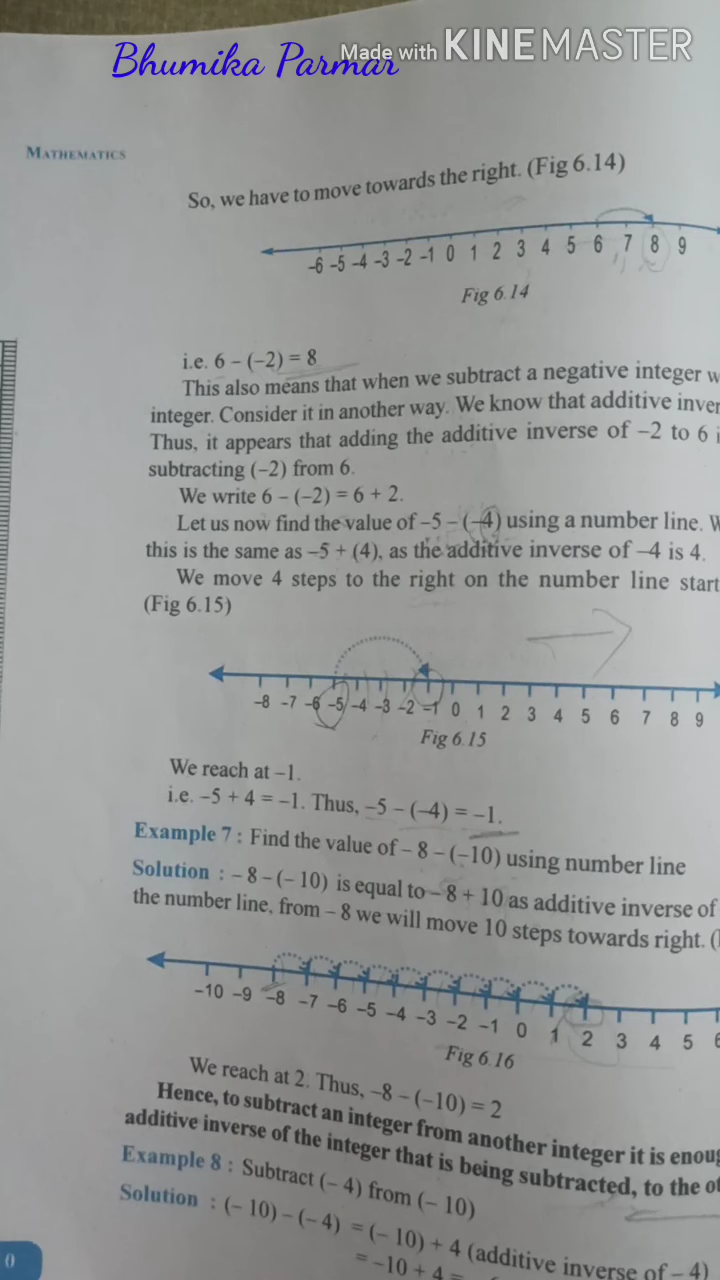 Bhumika Parmar
Made with KINEMASTER
MATHEMATICS
So, we have to move towards the right. (Fig 6.14)
-6 -5 -4 -3 -2 -1 0 1 2 3 4 5 6 7 8 9
Fig 6.14
i.e. 6 – (–2) = 8
This also means that when we subtract a negative integer w
integer. Consider it in another way. We know that additive inver
Thus, it appears that adding the additive inverse of –2 to 6 i
subtracting (–2) from 6.
We write 6 – (–2) = 6 + 2.
Let us now find the value of –5 – (–4) using a number line. W
this is the same as –5 + (4), as the additive inverse of –4 is 4.
We move 4 steps to the right on the number line start
(Fig 6.15)
-8 -7 -6 -5 -4 -3 -2 -1 0 1 2 3 4 5 6 7 8 9
Fig 6.15
We reach at –1.
i.e. –5 + 4 = –1. Thus, –5 – (–4) = –1.
Example 7 : Find the value of – 8 – (–10) using number line
Solution : – 8 – (– 10) is equal to – 8 + 10 as additive inverse of
the number line, from – 8 we will move 10 steps towards right. (
-10 -9 -8 -7 -6 -5 -4 -3 -2 -1 0 1 2 3 4 5 6
Fig 6.16
We reach at 2. Thus, –8 – (–10) = 2
Hence, to subtract an integer from another integer it is enoug
additive inverse of the integer that is being subtracted, to the ot
Example 8 : Subtract (– 4) from (– 10)
Solution : (– 10) – (– 4) = (– 10) + 4 (additive inverse of – 4)
= –10 + 4 =
0